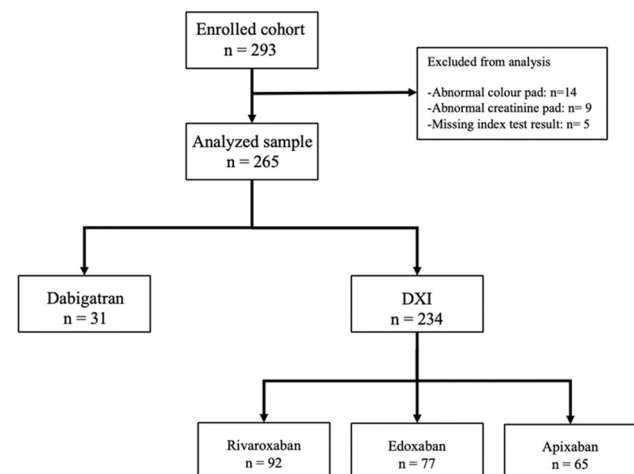 Enrolled cohort
n = 293
Excluded from analysis
-Abnormal colour pad: n=14
-Abnormal creatinine pad: n= 9
-Missing index test result: n= 5
Analyzed sample
n = 265
Dabigatran
n = 31
DXI
n = 234
Rivaroxaban
n = 92
Edoxaban
n = 77
Apixaban
n = 65